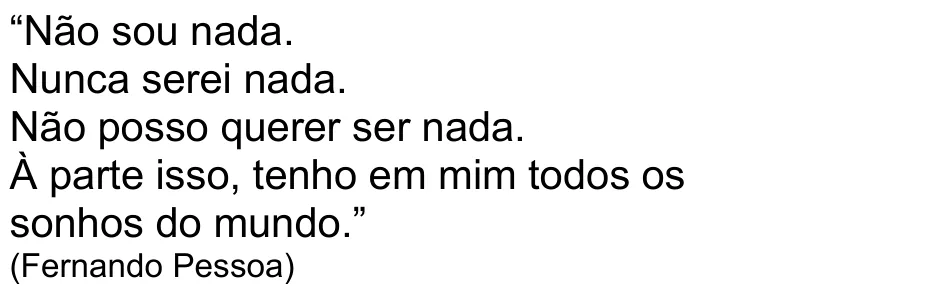 “Não sou nada.
Nunca serei nada.
Não posso querer ser nada.
À parte isso, tenho em mim todos os
sonhos do mundo.”
(Fernando Pessoa)